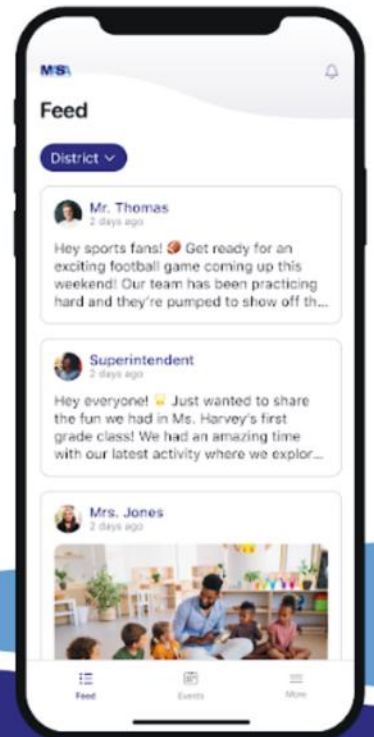 MSA
Feed
District
Mr. Thomas
2 days ago
Hey sports fans! 🏈 Get ready for an
exciting football game coming up this
weekend! Our team has been practicing
hard and they're pumped to show off th...
Superintendent
2 days ago
Hey everyone! Just wanted to share
the fun we had in Ms. Harvey's first
grade class! We had an amazing time
with our latest activity where we explor...
Mrs. Jones
2 days ago
Feed
Events
More